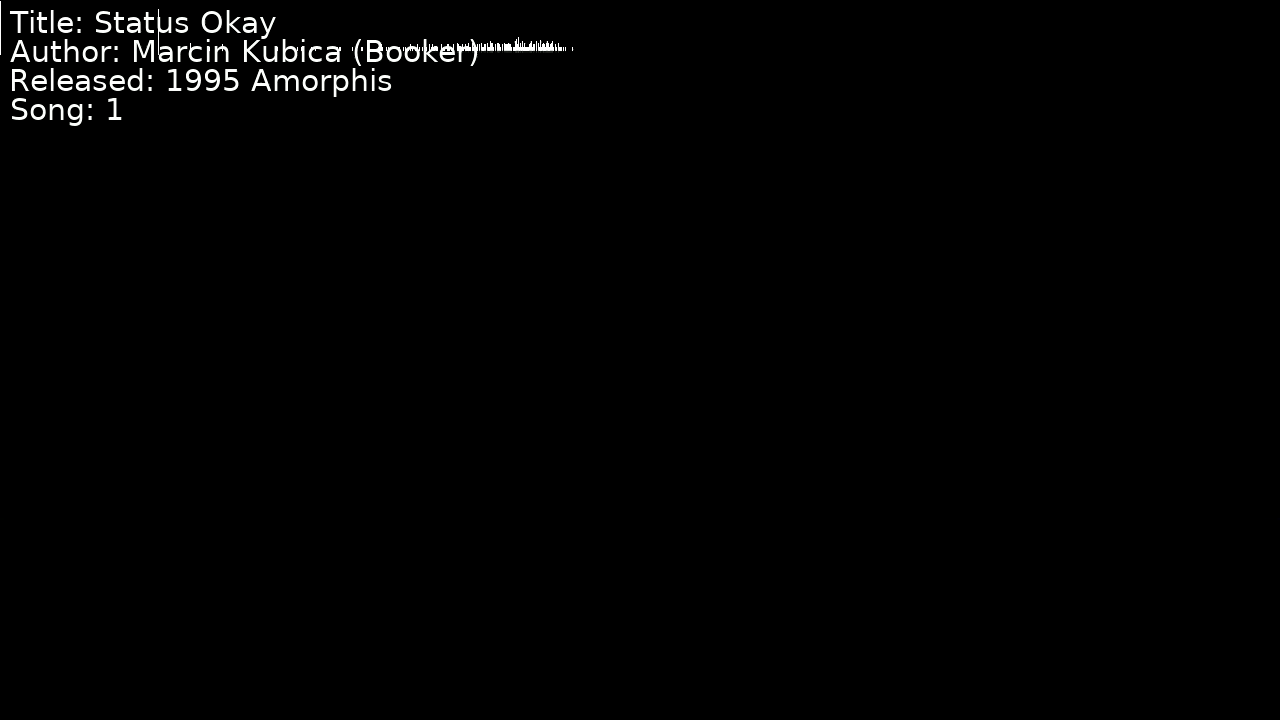 Title: Status Okay
Author: Marcin Kubica (Booker)
Released: 1995 Amorphis
Song: 1